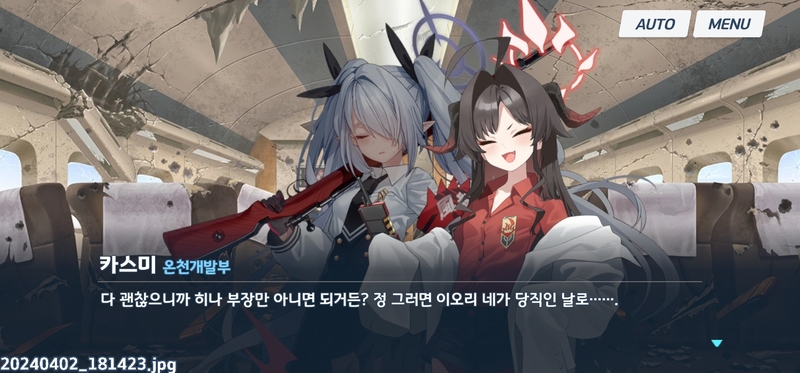 AUTO
MENU
카스미 온천개발부
다 괜찮으니까 히나 부장만 아니면 되거든? 정 그러면 이오리 네가 당직인 날로…….
20240402_181423.jpg